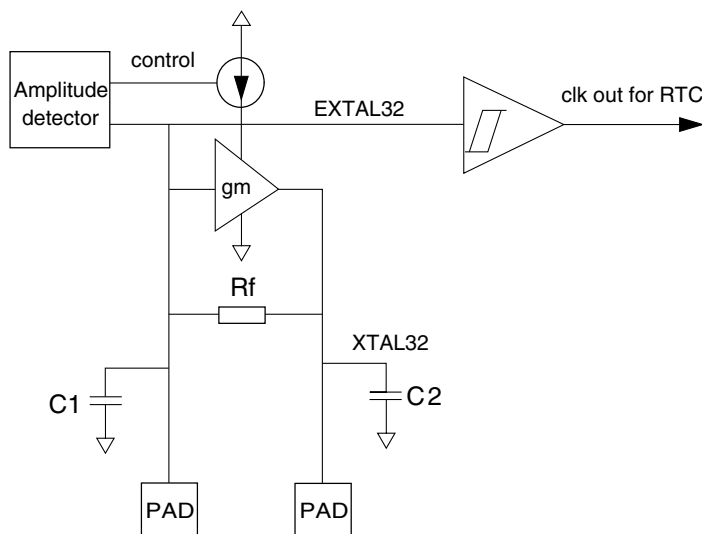 control
Amplitude
detector
EXTAL32
clk out for RTC
gm
Rf
XTAL32
C1
C2
PAD
PAD